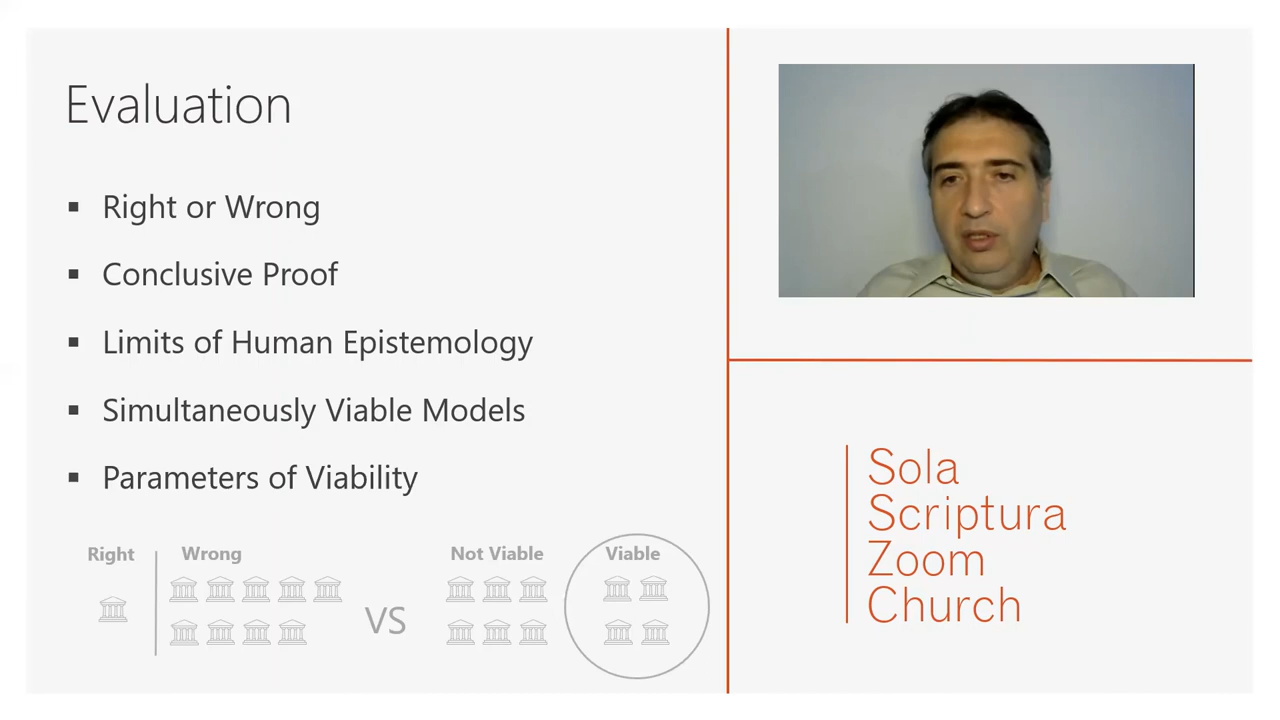 Evaluation
Right or Wrong
Conclusive Proof
Limits of Human Epistemology
Simultaneously Viable Models
Parameters of Viability
Right
Wrong
VS
Not Viable
Viable
Sola
Scriptura
Zoom
Church